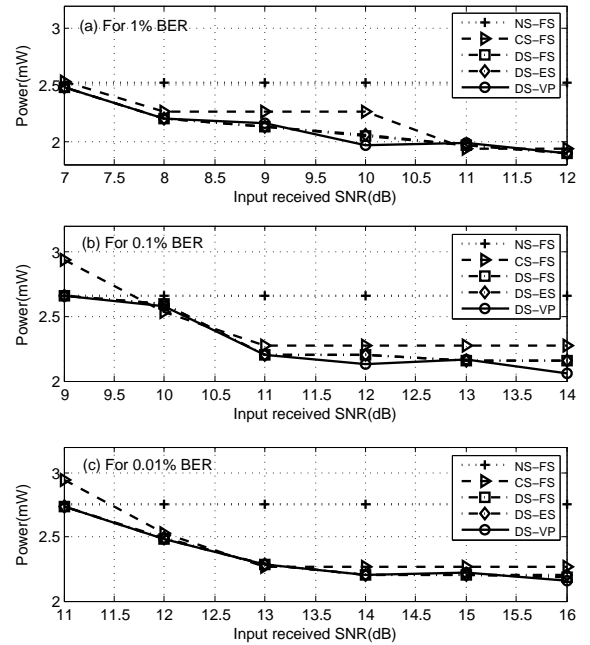 (a) For 1% BER
NS−FS
CS−FS
DS−FS
DS−ES
DS−VP
Power(mW)
3
2.5
2
7 7.5 8 8.5 9 9.5 10 10.5 11 11.5 12
Input received SNR(dB)
(b) For 0.1% BER
NS−FS
CS−FS
DS−FS
DS−ES
DS−VP
Power(mW)
3
2.5
2
9 9.5 10 10.5 11 11.5 12 12.5 13 13.5 14
Input received SNR(dB)
(c) For 0.01% BER
NS−FS
CS−FS
DS−FS
DS−ES
DS−VP
Power(mW)
3
2.5
2
11 11.5 12 12.5 13 13.5 14 14.5 15 15.5 16
Input received SNR(dB)